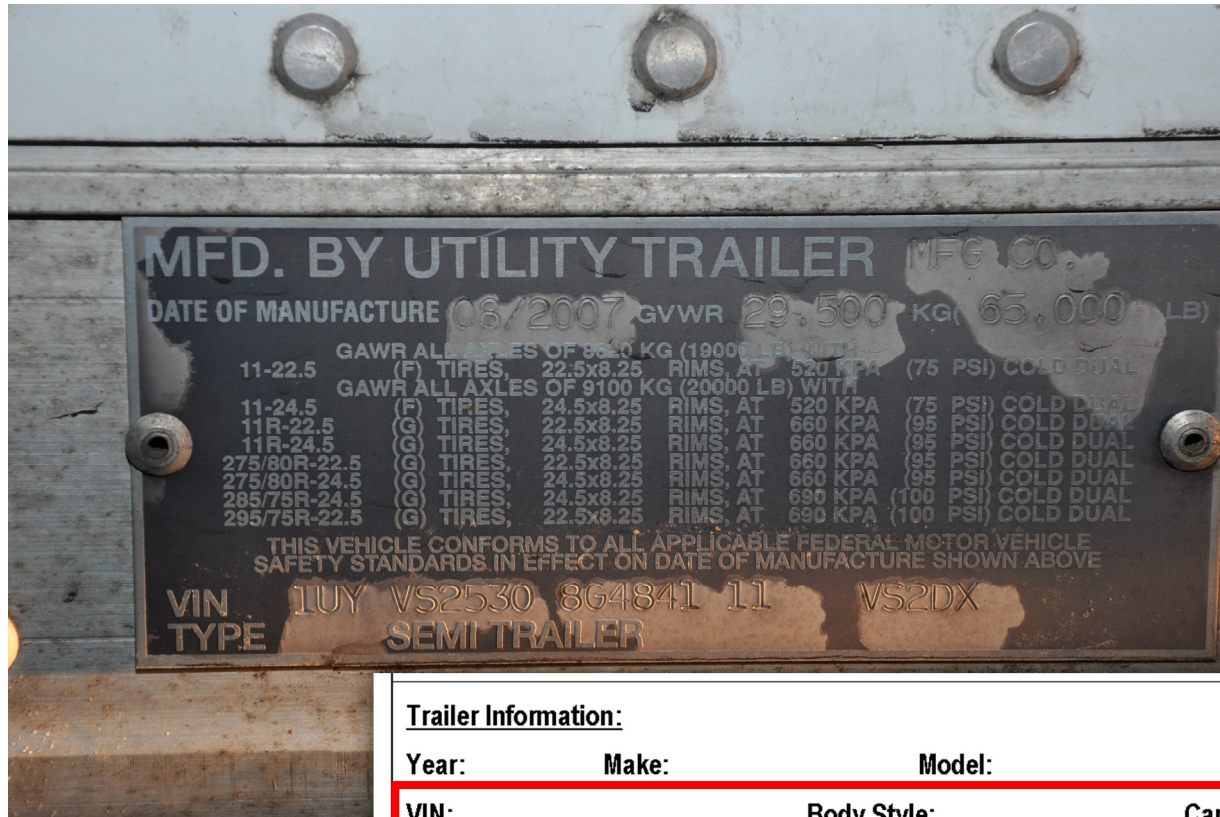 MFD. BY UTILITY TRAILER MFG CO.
DATE OF MANUFACTURE 08/2007 GVWR 29.500 KG( 65.000 LB)
GAWR ALL AXLES OF 8620 KG (19000 LB) WITH
11-22.5 (F) TIRES, 22.5x8.25 RIMS, AT 520 KPA (75 PSI) COLD DUAL
GAWR ALL AXLES OF 9100 KG (20000 LB) WITH
11-24.5 (F) TIRES, 24.5x8.25 RIMS, AT 520 KPA (75 PSI) COLD DUAL
11R-22.5 (G) TIRES, 22.5x8.25 RIMS, AT 660 KPA (95 PSI) COLD DUAL
11R-24.5 (G) TIRES, 24.5x8.25 RIMS, AT 660 KPA (95 PSI) COLD DUAL
275/80R-22.5 (G) TIRES, 22.5x8.25 RIMS, AT 660 KPA (95 PSI) COLD DUAL
275/80R-24.5 (G) TIRES, 24.5x8.25 RIMS, AT 660 KPA (95 PSI) COLD DUAL
285/75R-24.5 (G) TIRES, 24.5x8.25 RIMS, AT 690 KPA (100 PSI) COLD DUAL
295/75R-22.5 (G) TIRES, 22.5x8.25 RIMS, AT 690 KPA (100 PSI) COLD DUAL
THIS VEHICLE CONFORMS TO ALL APPLICABLE FEDERAL MOTOR VEHICLE
SAFETY STANDARDS IN EFFECT ON DATE OF MANUFACTURE SHOWN ABOVE
VIN 1UY VS2530 8G4841 11 VS2DX
TYPE SEMI TRAILER
Trailer Information:
Year: Make: Model:
VIN: Body Style: